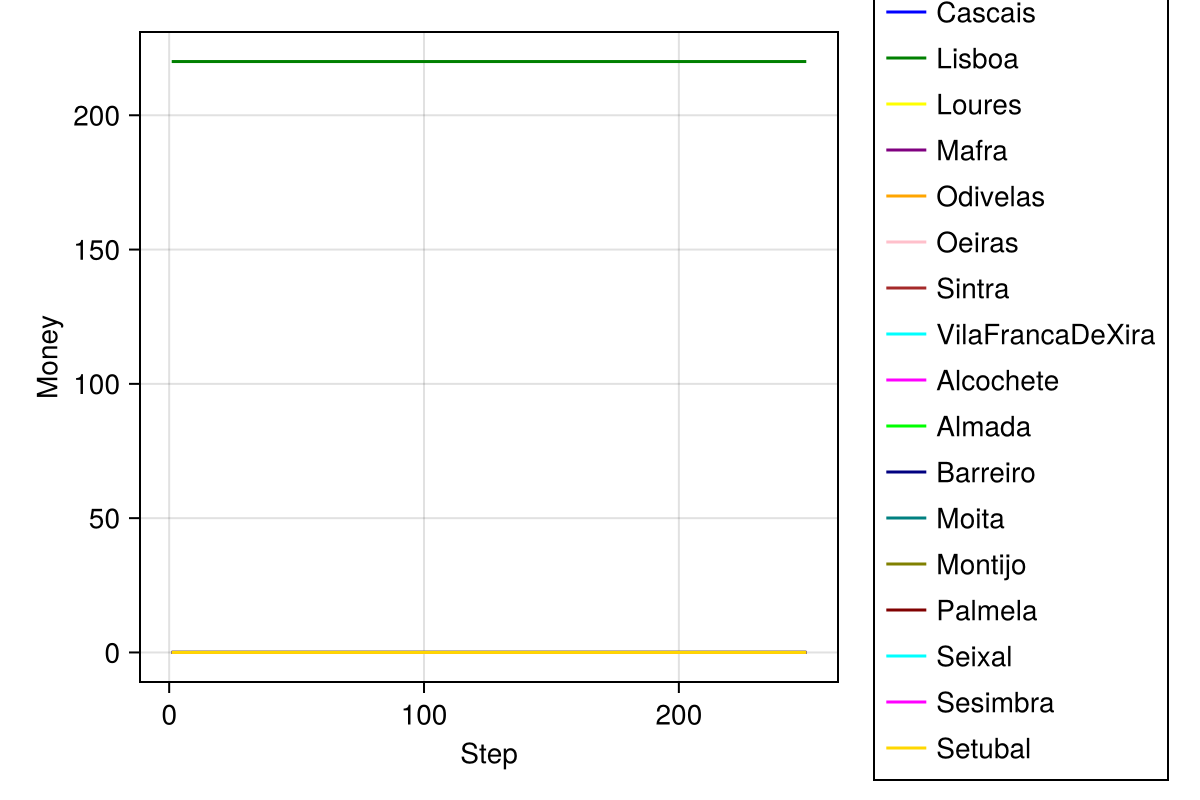 200
150
100
50
0
Money
0 100 200
Step
Cascais
Lisboa
Loures
Mafra
Odivelas
Oeiras
Sintra
VilaFrancaDeXira
Alcochete
Almada
Barreiro
Moita
Montijo
Palmela
Seixal
Sesimbra
Setubal